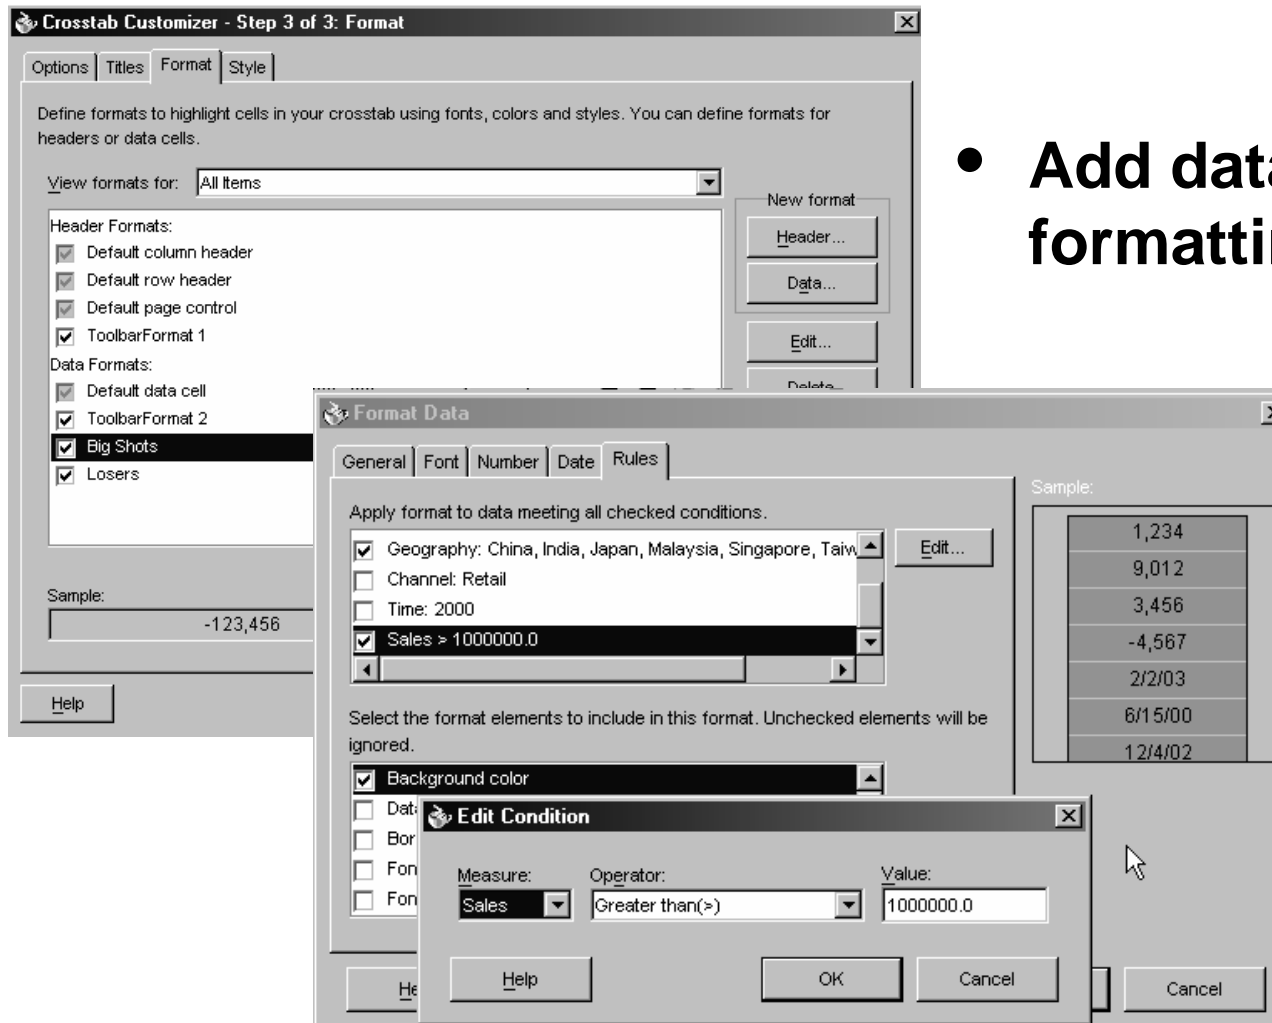 Crosstab Customizer - Step 3 of 3: Format
Options Titles Format Style
Define formats to highlight cells in your crosstab using fonts, colors and styles. You can define formats for
headers or data cells.
View formats for: All Items
New format
Header Formats:
Header...
Default column header
Default row header
Data...
Default page control
ToolbarFormat 1
Edit...
Data Formats:
Default data cell
Delete
ToolbarFormat 2
Big Shots
Losers
Sample:
-123,456
Help
• Add data
formatti
Format Data
General Font Number Date Rules
Sample:
Apply format to data meeting all checked conditions.
Geography: China, India, Japan, Malaysia, Singapore, Taiw
Edit...
Channel: Retail
Time: 2000
Sales > 1000000.0
1,234
9,012
3,456
-4,567
2/2/03
6/15/00
12/4/02
Select the format elements to include in this format. Unchecked elements will be
ignored.
Background color
Dat
Bor
Fon
Fon
He
Cancel
Edit Condition
Measure: Operator: Value:
Sales Greater than(>) 1000000.0
Help OK Cancel